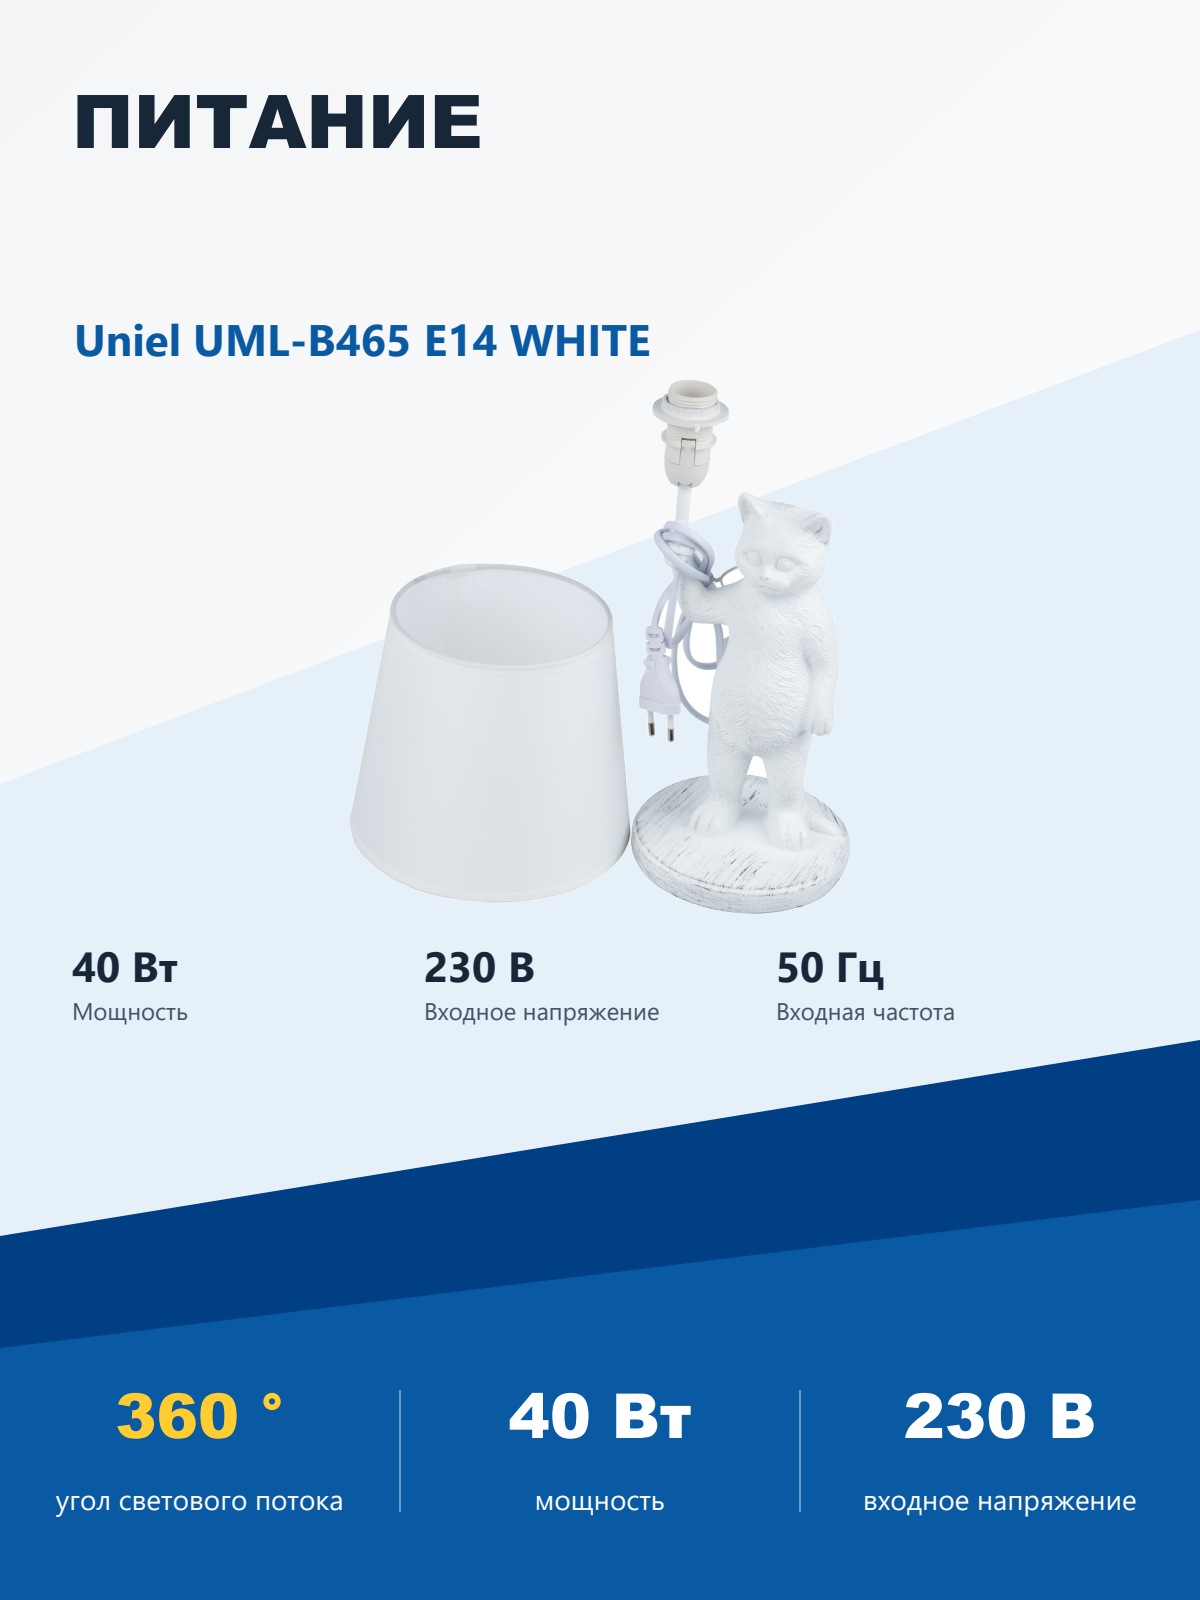 ПИТАНИЕ
Uniel UML-B465 E14 WHITE
40 Вт
230 В
50 Гц
Мощность
Входное напряжение
Входная частота
360 °
40 Вт
230 В
угол светового потока
мощность
входное напряжение